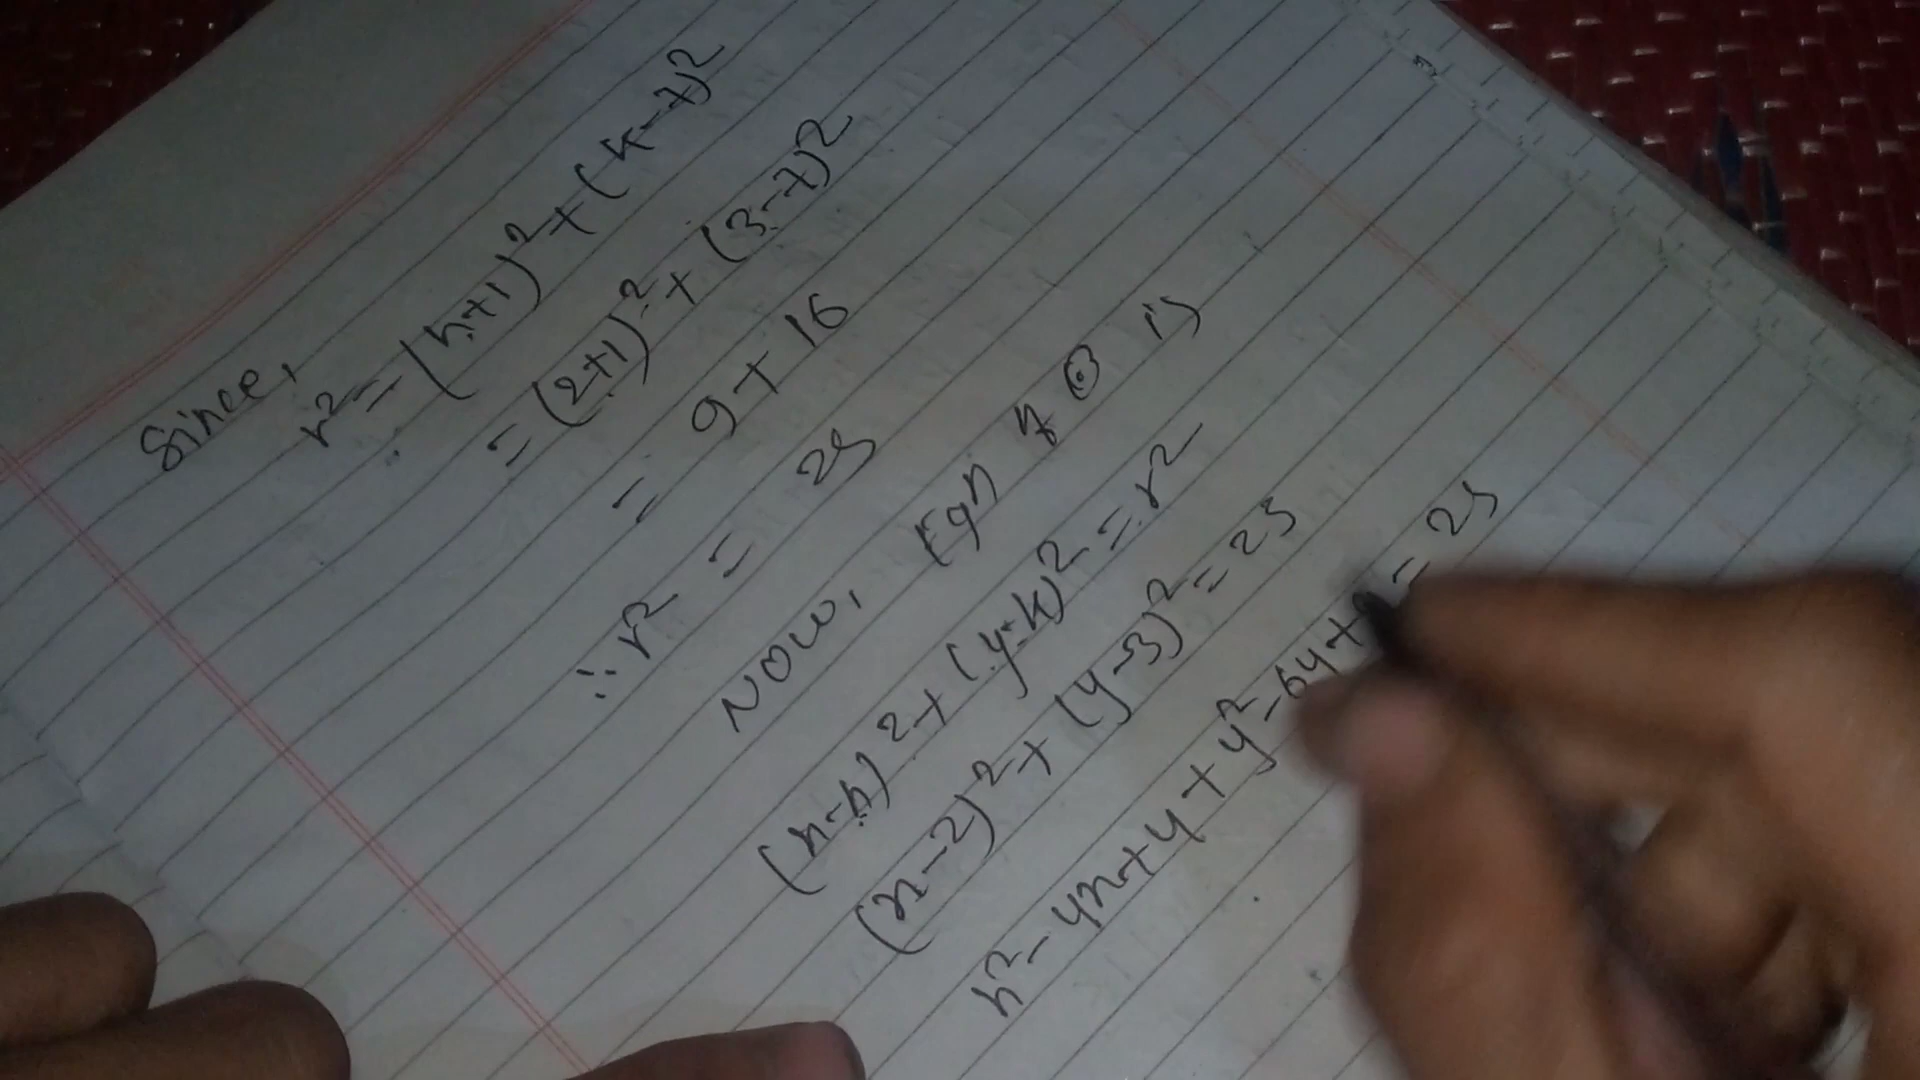 Since,
r² = (h+1)² + (k-7)²
= (2+1)² + (3-7)²
= 9 + 16
∴ r² = 25
NOW, Eqn of ⊙ is
(x-h)² + (y-k)² = r²
(x-2)² + (y-3)² = 25
x² - 4x + 4 + y² - 6y + = 25